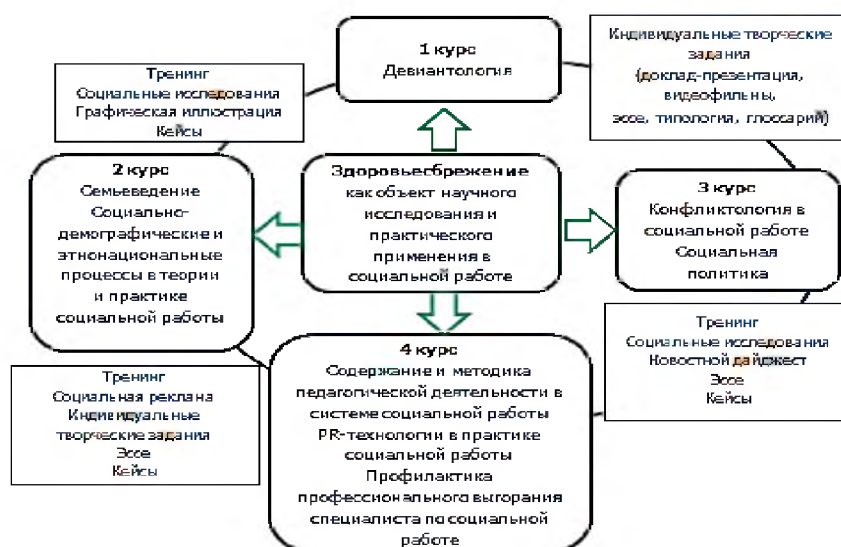 1 курс
Девиантология
Индивидуальные творческие
задания
(доклад-презентация,
видеофильны,
эссе, типология, глоссарий)
Тренинг
Социальные исследования
Графическая иллюстрация
Кейсы
2 курс
Семьеведение
Социально-
демографические и
этнонациональные
процессы в теории
и практике
социальной работы
Здоровьесбрежение
как объект научного
исследования и
практического
применения в
социальной работе
3 курс
Конфликтология в
социальной работе
Социальная
политика
Тренинг
Социальная реклана
Индивидуальные
творческие задания
Эссе
Кейсы
4 курс
Содержание и методика
педагогической деятельности в
системе социальной работы
PR-технологии в практике
социальной работы
Профилактика
профессионального выгорания
специалиста по социальной
работе
Тренинг
Социальные исследования
Новостной дайджест
Эссе
Кейсы